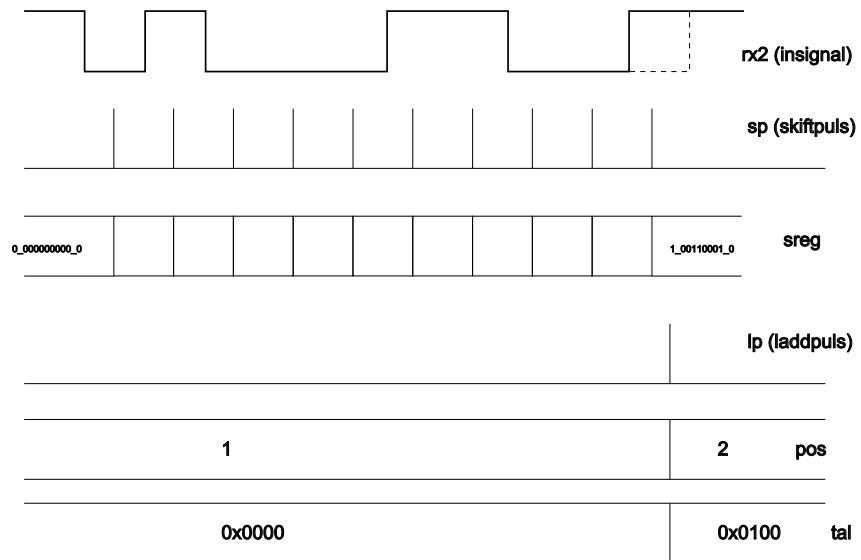 rx2 (insignal)
sp (skiftpuls)
0_000000000_0
1_00110001_0
sreg
lp (laddpuls)
1
2
pos
0x0000
0x0100
tal